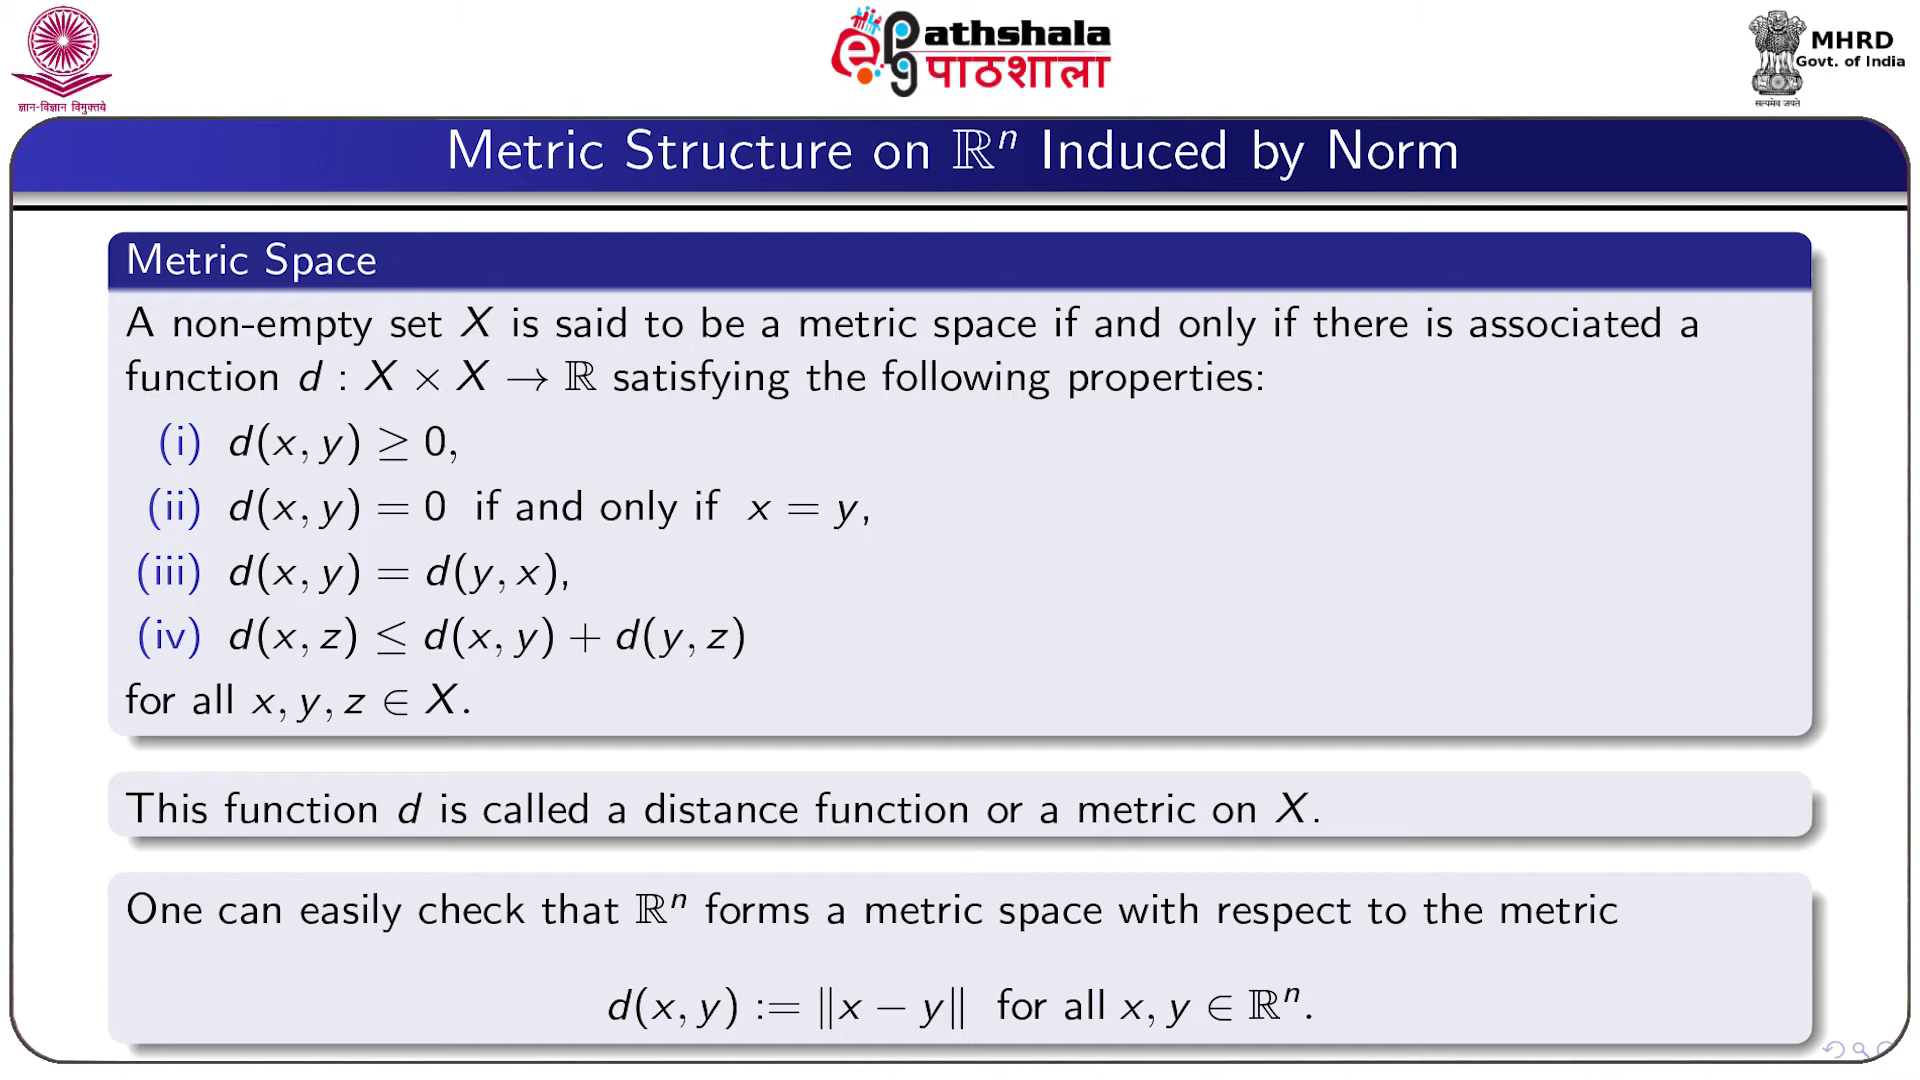 ज्ञान-विज्ञान विमुक्तये
ePG Pathshala
पाठशाला
MHRD
Govt. of India
सत्यमेव जयते
Metric Structure on ℝⁿ Induced by Norm
Metric Space
A non-empty set X is said to be a metric space if and only if there is associated a
function d : X × X → ℝ satisfying the following properties:
(i) d(x, y) ≥ 0,
(ii) d(x, y) = 0 if and only if x = y,
(iii) d(x, y) = d(y, x),
(iv) d(x, z) ≤ d(x, y) + d(y, z)
for all x, y, z ∈ X.
This function d is called a distance function or a metric on X.
One can easily check that ℝⁿ forms a metric space with respect to the metric
d(x, y) := ‖x − y‖ for all x, y ∈ ℝⁿ.